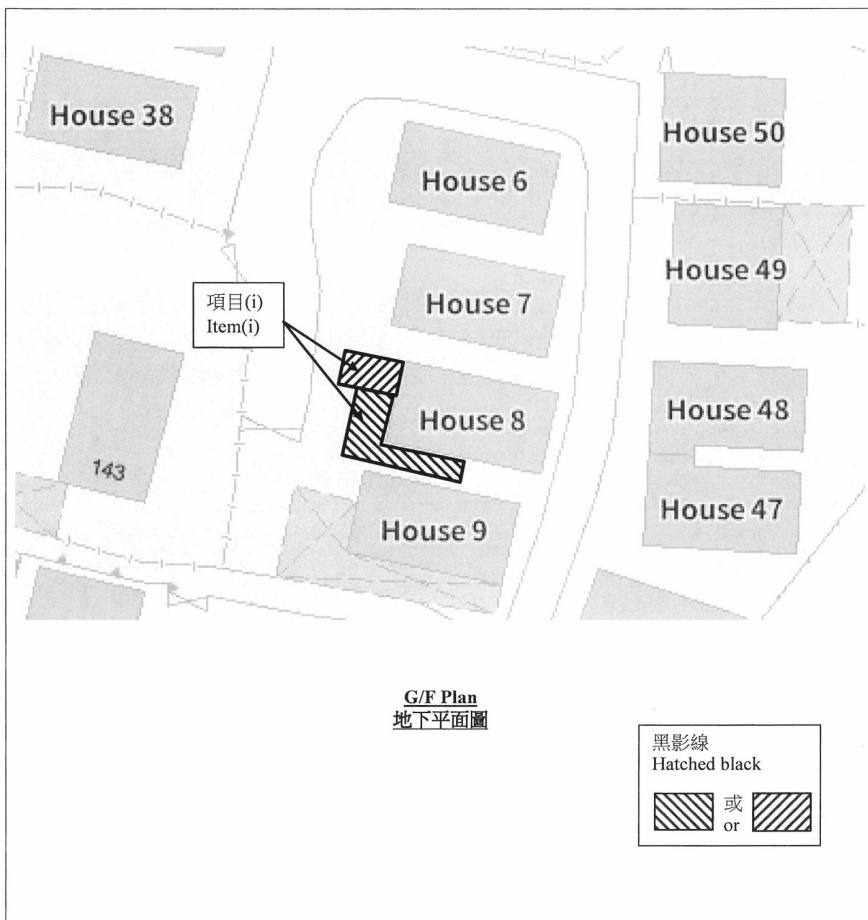 House 38
House 50
House 6
House 49
項目(i)
Item(i)
House 7
House 48
House 8
143
House 47
House 9
G/F Plan
地下平面圖
黑影線
Hatched black
或
or